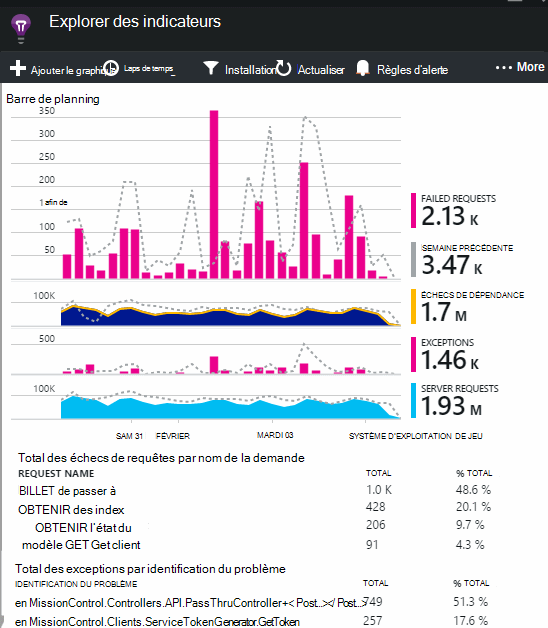 Explorer des indicateurs
Ajouter le graphique Laps de temps Installation Actualiser Règles d'alerte ••• More
Barre de planning
350
300
250
200
1 afin de
100
50
FAILED REQUESTS
2.13 K
SEMAINE PRÉCÉDENTE
3.47 K
100K
ÉCHECS DE DÉPENDANCE
1.7 M
500
EXCEPTIONS
1.46 K
100K
SERVER REQUESTS
1.93 M
SAM 31 FÉVRIER MARDI 03 SYSTÈME D'EXPLOITATION DE JEU
Total des échecs de requêtes par nom de la demande
REQUEST NAME TOTAL % TOTAL
BILLET de passer à 1.0 K 48.6 %
OBTENIR des index 428 20.1 %
OBTENIR l'état du 206 9.7 %
modèle GET Get client 91 4.3 %
Total des exceptions par identification du problème
IDENTIFICATION DU PROBLÈME TOTAL % TOTAL
en MissionControl.Controllers.API.PassThruController+< Post...></ Post... 749 51.3 %
en MissionControl.Clients.ServiceTokenGenerator.GetToken 257 17.6 %